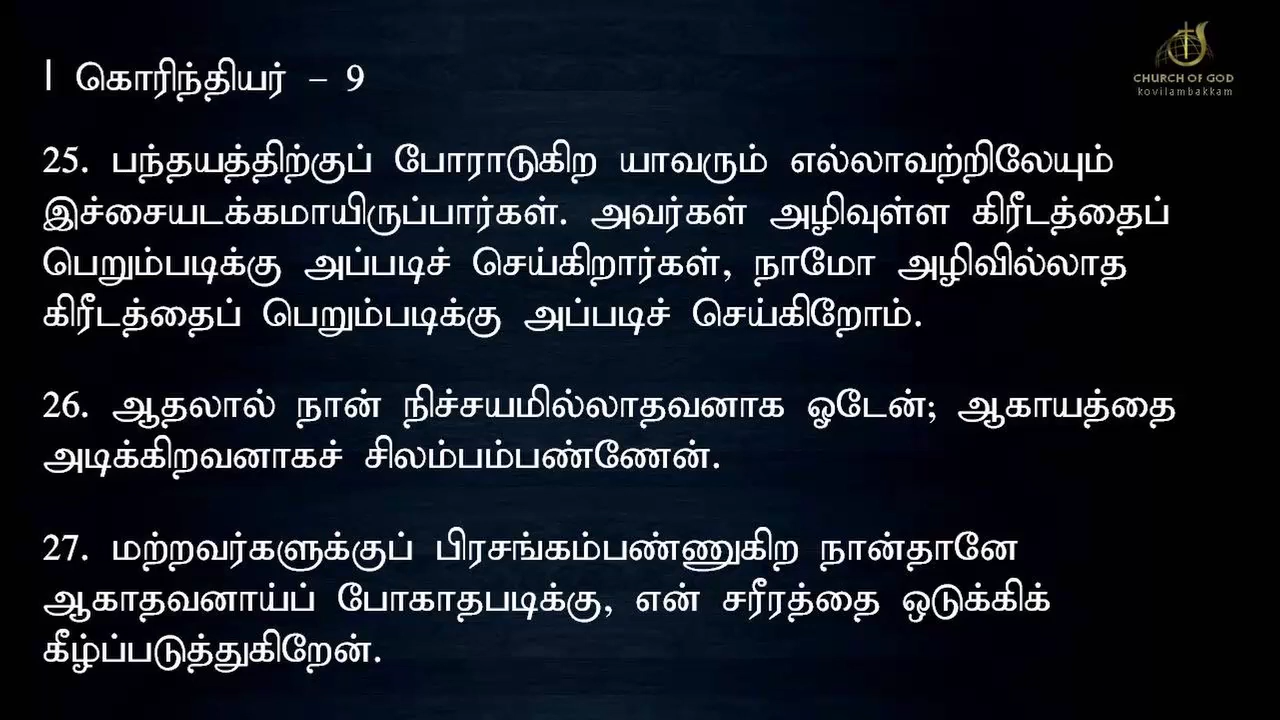 I கொரிந்தியர் – 9
CHURCH OF GOD
kovilambakkam
25. பந்தயத்திற்குப் போராடுகிற யாவரும் எல்லாவற்றிலேயும்
இச்சையடக்கமாயிருப்பார்கள். அவர்கள் அழிவுள்ள கிரீடத்தைப்
பெறும்படிக்கு அப்படிச் செய்கிறார்கள், நாமோ அழிவில்லாத
கிரீடத்தைப் பெறும்படிக்கு அப்படிச் செய்கிறோம்.
26. ஆதலால் நான் நிச்சயமில்லாதவனாக ஓடேன்; ஆகாயத்தை
அடிக்கிறவனாகச் சிலம்பம்பண்ணேன்.
27. மற்றவர்களுக்குப் பிரசங்கம்பண்ணுகிற நான்தானே
ஆகாதவனாய்ப் போகாதபடிக்கு, என் சரீரத்தை ஒடுக்கிக்
கீழ்ப்படுத்துகிறேன்.